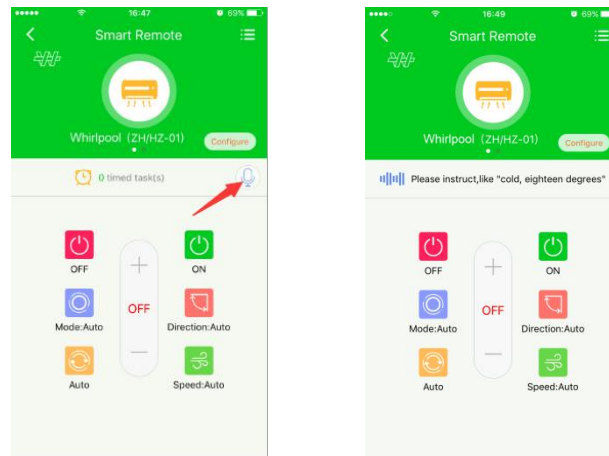 16:47
69%
Smart Remote
Whirlpool (ZH/HZ-01)
Configure
0 timed task(s)
OFF
ON
OFF
Mode:Auto
Direction:Auto
Auto
Speed:Auto
16:49
69%
Smart Remote
Whirlpool (ZH/HZ-01)
Configure
Please instruct,like "cold, eighteen degrees"
OFF
ON
OFF
Mode:Auto
Direction:Auto
Auto
Speed:Auto